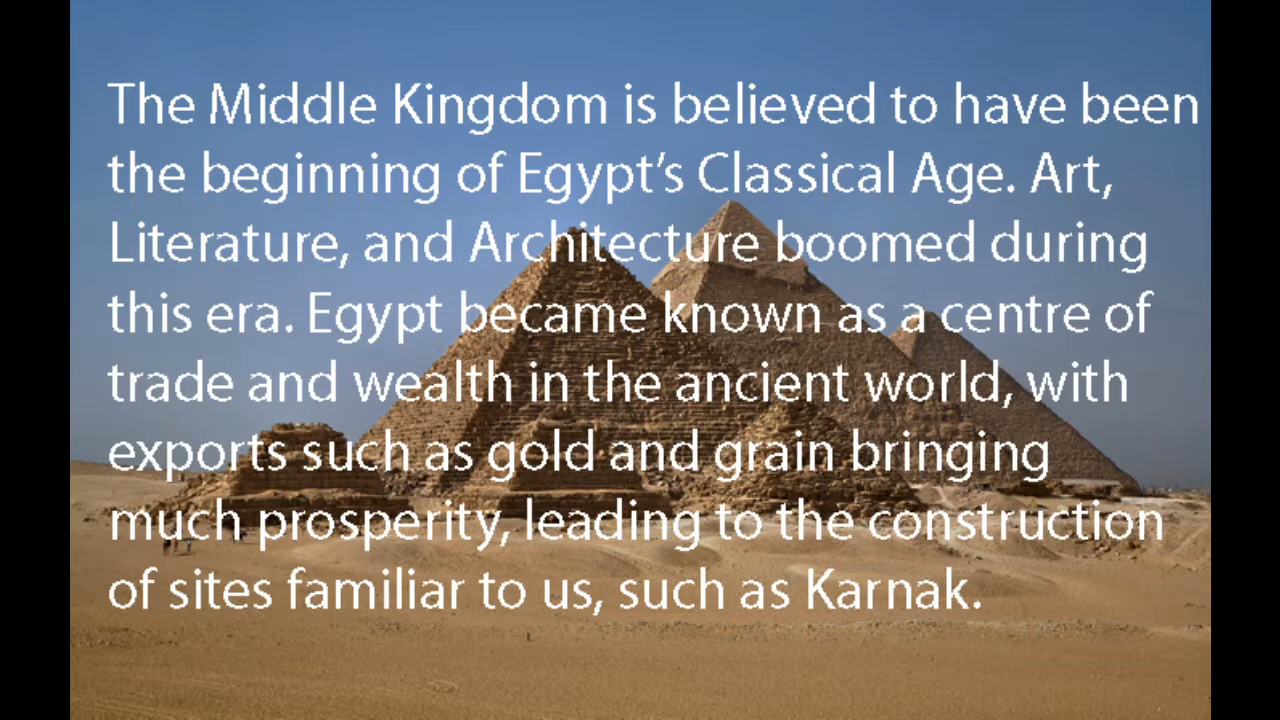 The Middle Kingdom is believed to have been
the beginning of Egypt’s Classical Age. Art,
Literature, and Architecture boomed during
this era. Egypt became known as a centre of
trade and wealth in the ancient world, with
exports such as gold and grain bringing
much prosperity, leading to the construction
of sites familiar to us, such as Karnak.